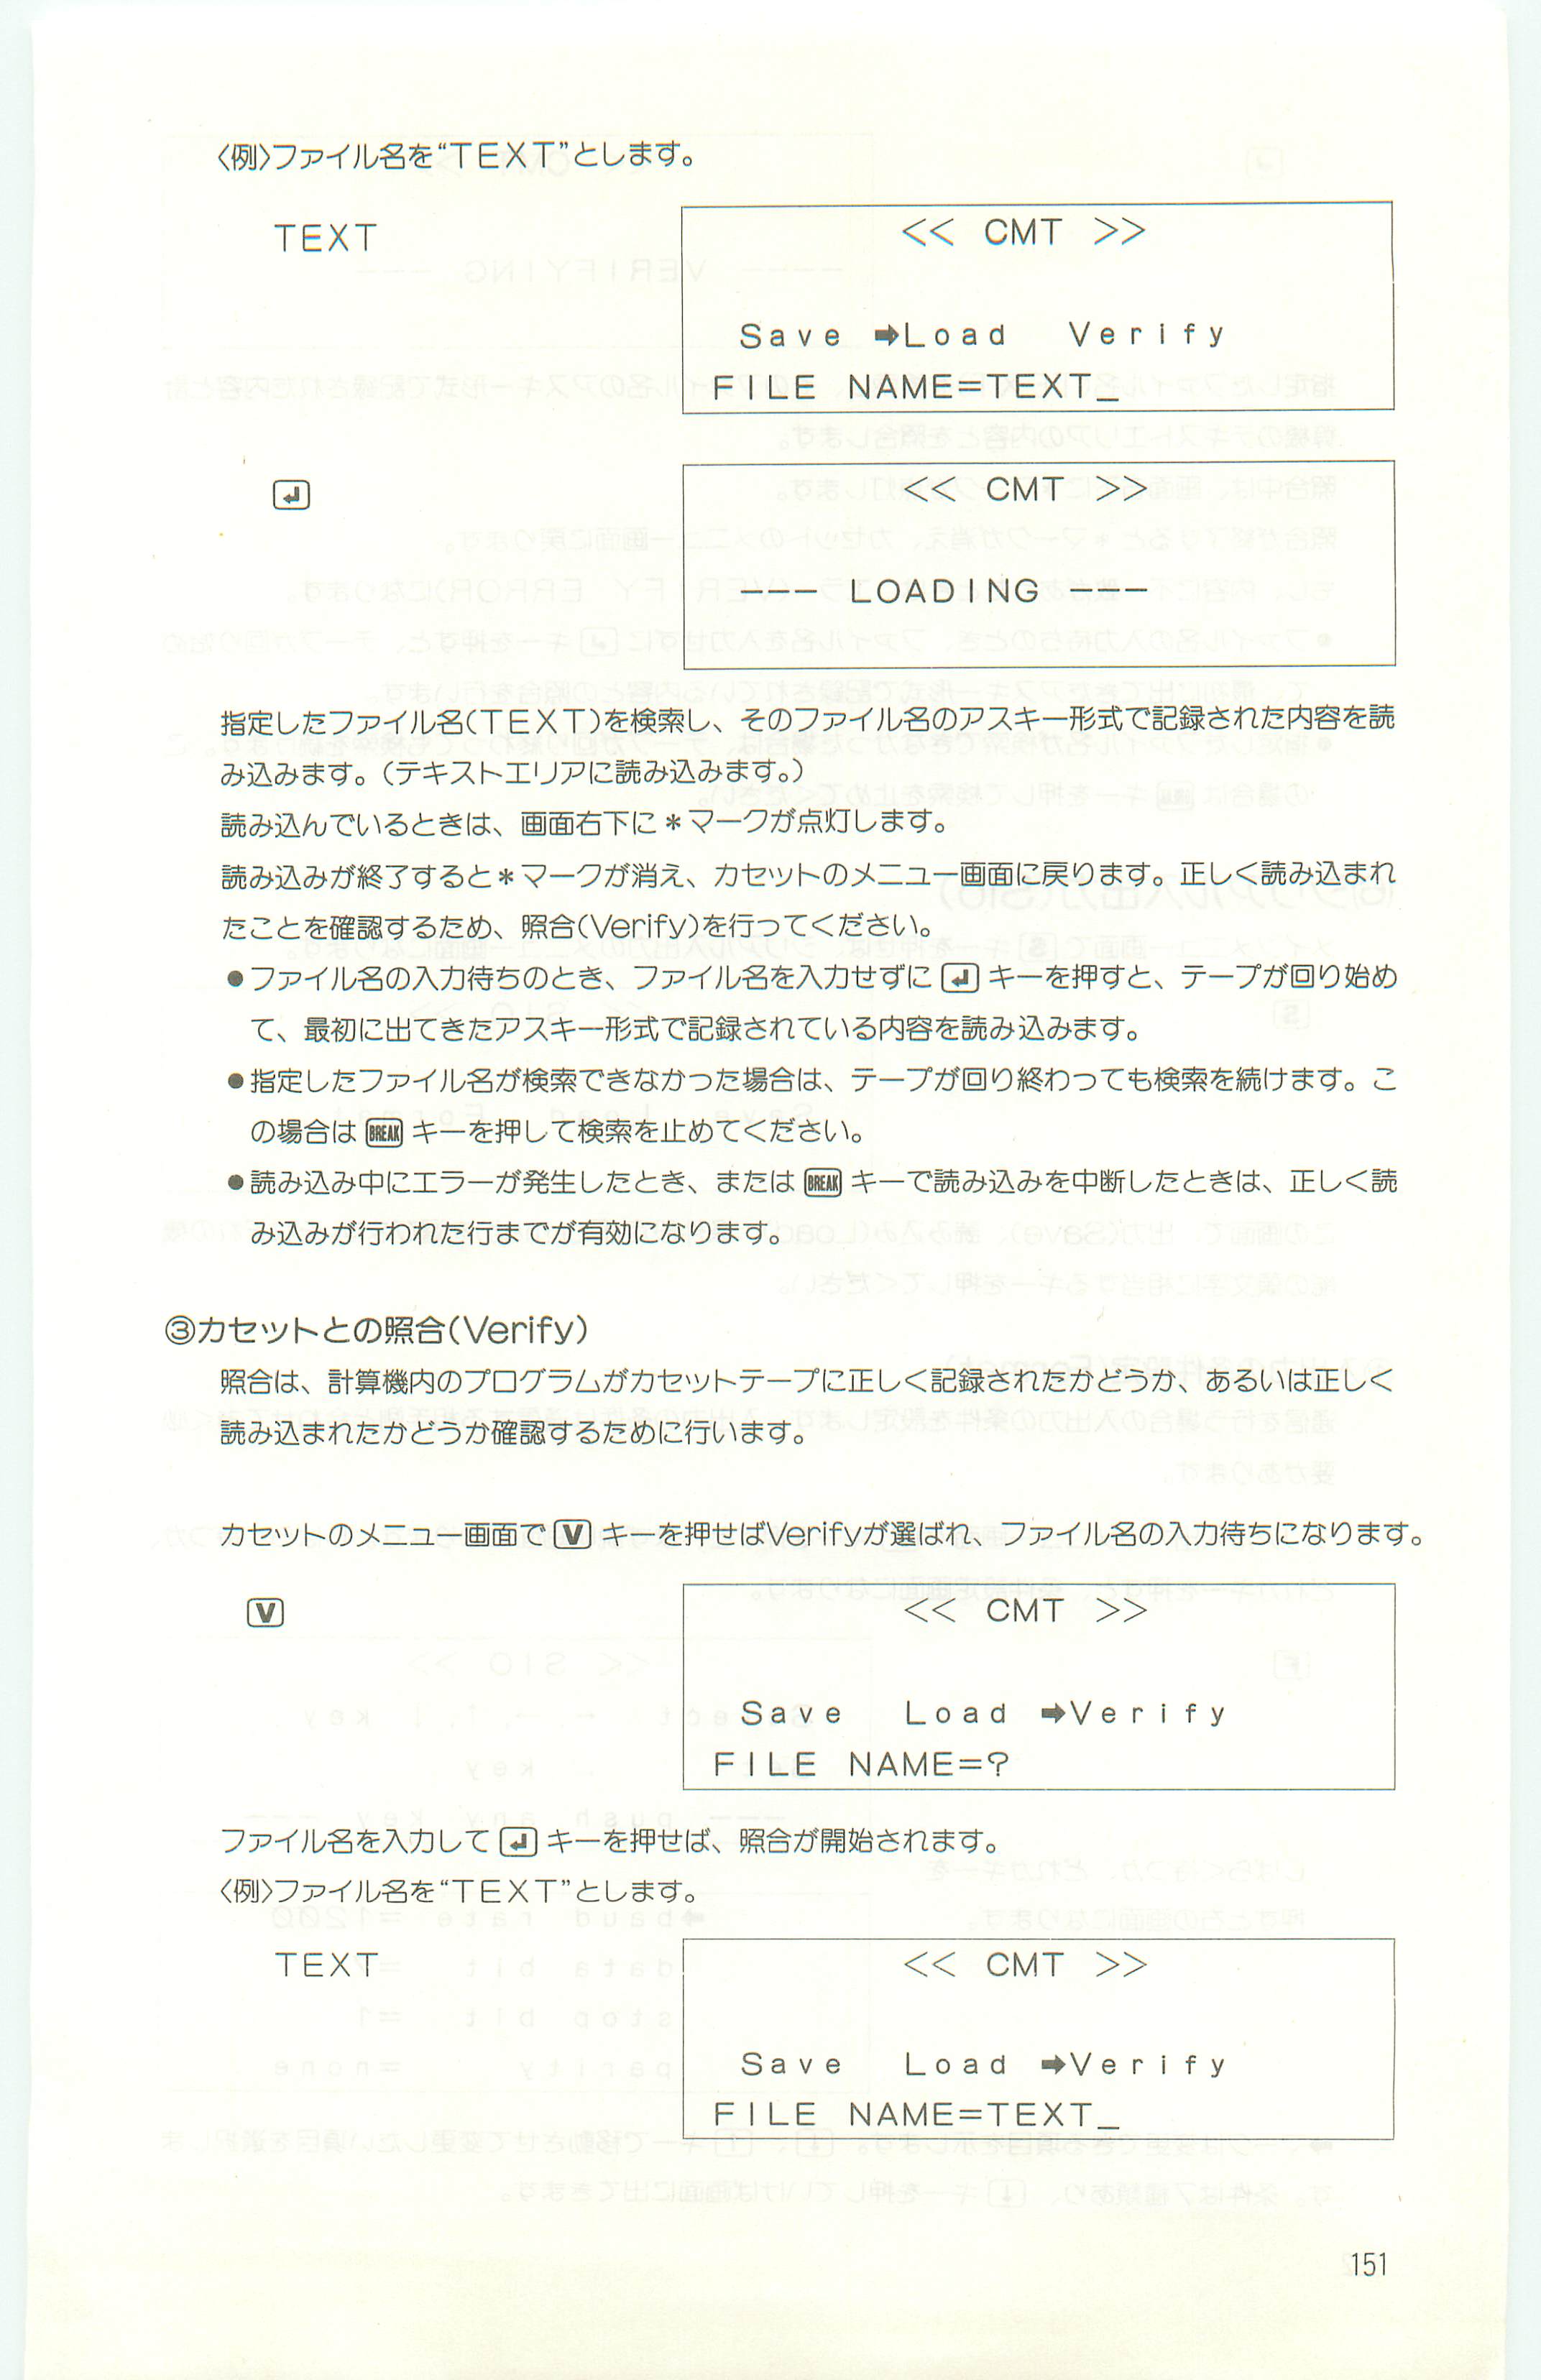 〈例〉ファイル名を“TEXT”とします。
TEXT
<< CMT >>
Save ➡Load Verify
FILE NAME=TEXT_
↲
<< CMT >>
--- LOADING ---
指定したファイル名(TEXT)を検索し、そのファイル名のアスキー形式で記録された内容を読
み込みます。(テキストエリアに読み込みます。)
読み込んでいるときは、画面右下に＊マークが点灯します。
読み込みが終了すると＊マークが消え、カセットのメニュー画面に戻ります。正しく読み込まれ
たことを確認するため、照合(Verify)を行ってください。
●ファイル名の入力待ちのとき、ファイル名を入力せずに ↲ キーを押すと、テープが回り始め
て、最初に出てきたアスキー形式で記録されている内容を読み込みます。
●指定したファイル名が検索できなかった場合は、テープが回り終わっても検索を続けます。こ
の場合は BREAK キーを押して検索を止めてください。
●読み込み中にエラーが発生したとき、または BREAK キーで読み込みを中断したときは、正しく読
み込みが行われた行までが有効になります。
③カセットとの照合(Verify)
照合は、計算機内のプログラムがカセットテープに正しく記録されたかどうか、あるいは正しく
読み込まれたかどうか確認するために行います。
カセットのメニュー画面で V キーを押せばVerifyが選ばれ、ファイル名の入力待ちになります。
V
<< CMT >>
Save Load ➡Verify
FILE NAME=?
ファイル名を入力して ↲ キーを押せば、照合が開始されます。
〈例〉ファイル名を“TEXT”とします。
TEXT
<< CMT >>
Save Load ➡Verify
FILE NAME=TEXT_
151